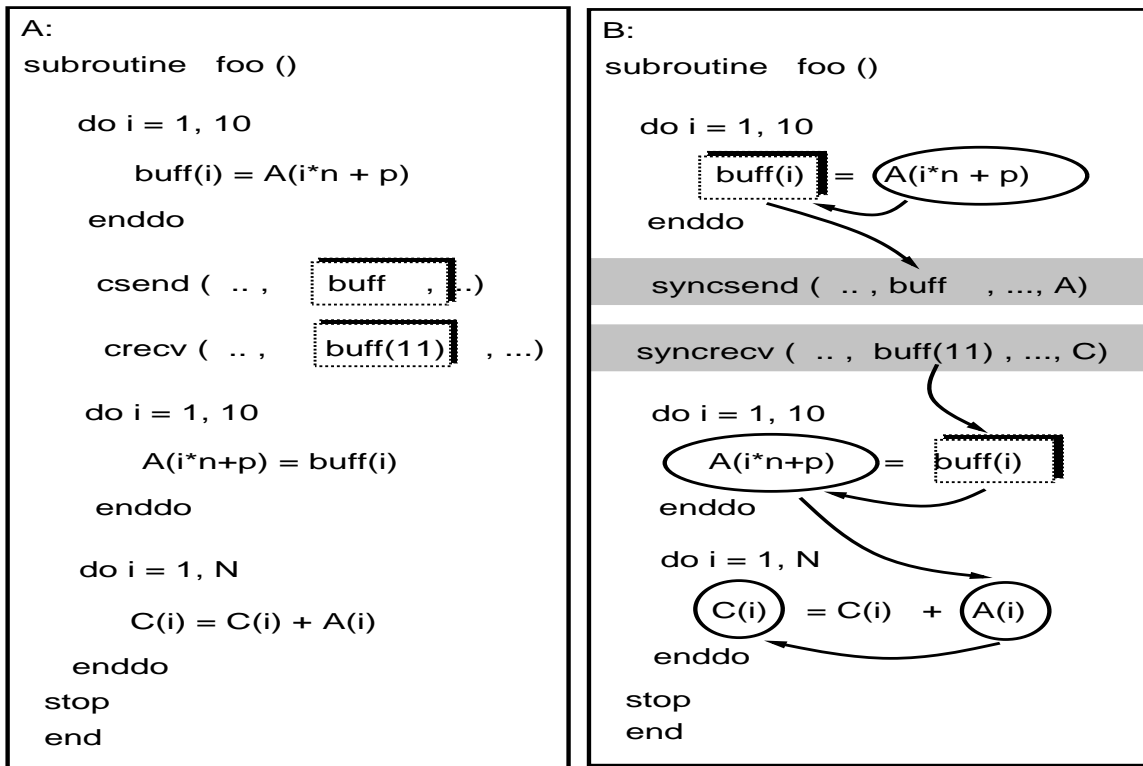 A:
subroutine foo ()
do i = 1, 10
buff(i) = A(i*n + p)
enddo
csend ( .. , buff , ..)
crecv ( .. , buff(11) , ...)
do i = 1, 10
A(i*n+p) = buff(i)
enddo
do i = 1, N
C(i) = C(i) + A(i)
enddo
stop
end
B:
subroutine foo ()
do i = 1, 10
buff(i) = A(i*n + p)
enddo
syncsend ( .. , buff , ..., A)
syncrecv ( .. , buff(11) , ..., C)
do i = 1, 10
A(i*n+p) = buff(i)
enddo
do i = 1, N
C(i) = C(i) + A(i)
enddo
stop
end